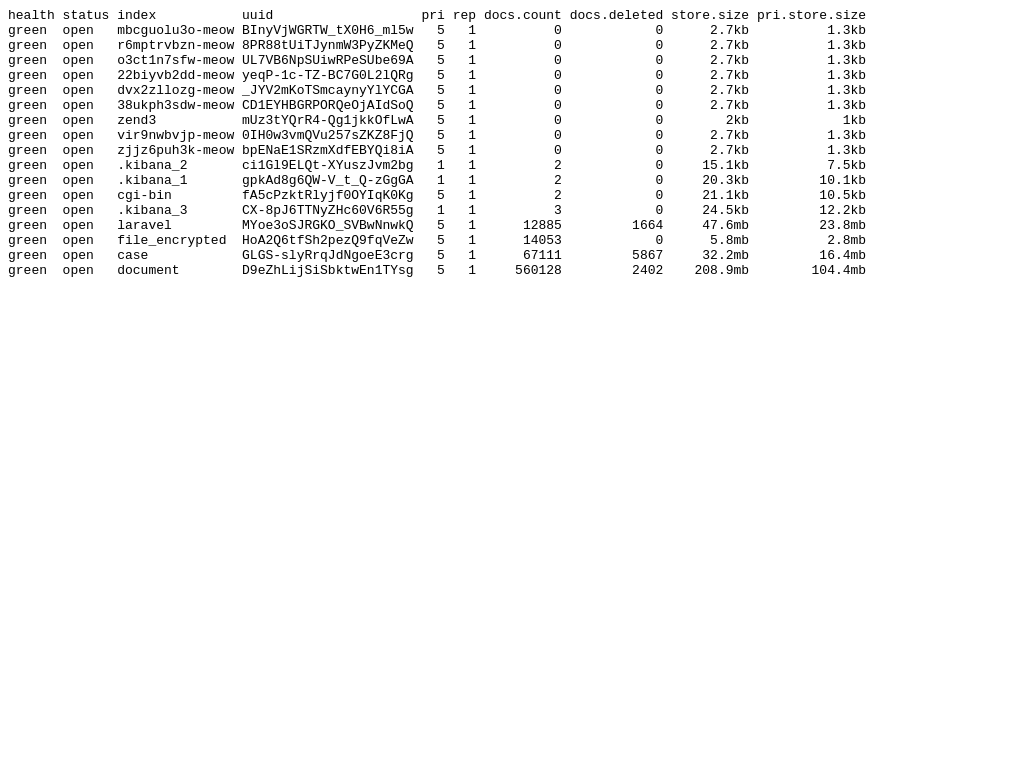 health status index           uuid                   pri rep docs.count docs.deleted store.size pri.store.size
green  open   mbcguolu3o-meow BInyVjWGRTW_tX0H6_ml5w   5   1          0            0      2.7kb          1.3kb
green  open   r6mptrvbzn-meow 8PR88tUiTJynmW3PyZKMeQ   5   1          0            0      2.7kb          1.3kb
green  open   o3ct1n7sfw-meow UL7VB6NpSUiwRPeSUbe69A   5   1          0            0      2.7kb          1.3kb
green  open   22biyvb2dd-meow yeqP-1c-TZ-BC7G0L2lQRg   5   1          0            0      2.7kb          1.3kb
green  open   dvx2zllozg-meow _JYV2mKoTSmcaynyYlYCGA   5   1          0            0      2.7kb          1.3kb
green  open   38ukph3sdw-meow CD1EYHBGRPORQeOjAIdSoQ   5   1          0            0      2.7kb          1.3kb
green  open   zend3           mUz3tYQrR4-Qg1jkkOfLwA   5   1          0            0        2kb            1kb
green  open   vir9nwbvjp-meow 0IH0w3vmQVu257sZKZ8FjQ   5   1          0            0      2.7kb          1.3kb
green  open   zjjz6puh3k-meow bpENaE1SRzmXdfEBYQi8iA   5   1          0            0      2.7kb          1.3kb
green  open   .kibana_2       ci1Gl9ELQt-XYuszJvm2bg   1   1          2            0     15.1kb          7.5kb
green  open   .kibana_1       gpkAd8g6QW-V_t_Q-zGgGA   1   1          2            0     20.3kb         10.1kb
green  open   cgi-bin         fA5cPzktRlyjf0OYIqK0Kg   5   1          2            0     21.1kb         10.5kb
green  open   .kibana_3       CX-8pJ6TTNyZHc60V6R55g   1   1          3            0     24.5kb         12.2kb
green  open   laravel         MYoe3oSJRGKO_SVBwNnwkQ   5   1      12885         1664     47.6mb         23.8mb
green  open   file_encrypted  HoA2Q6tfSh2pezQ9fqVeZw   5   1      14053            0      5.8mb          2.8mb
green  open   case            GLGS-slyRrqJdNgoeE3crg   5   1      67111         5867     32.2mb         16.4mb
green  open   document        D9eZhLijSiSbktwEn1TYsg   5   1     560128         2402    208.9mb        104.4mb